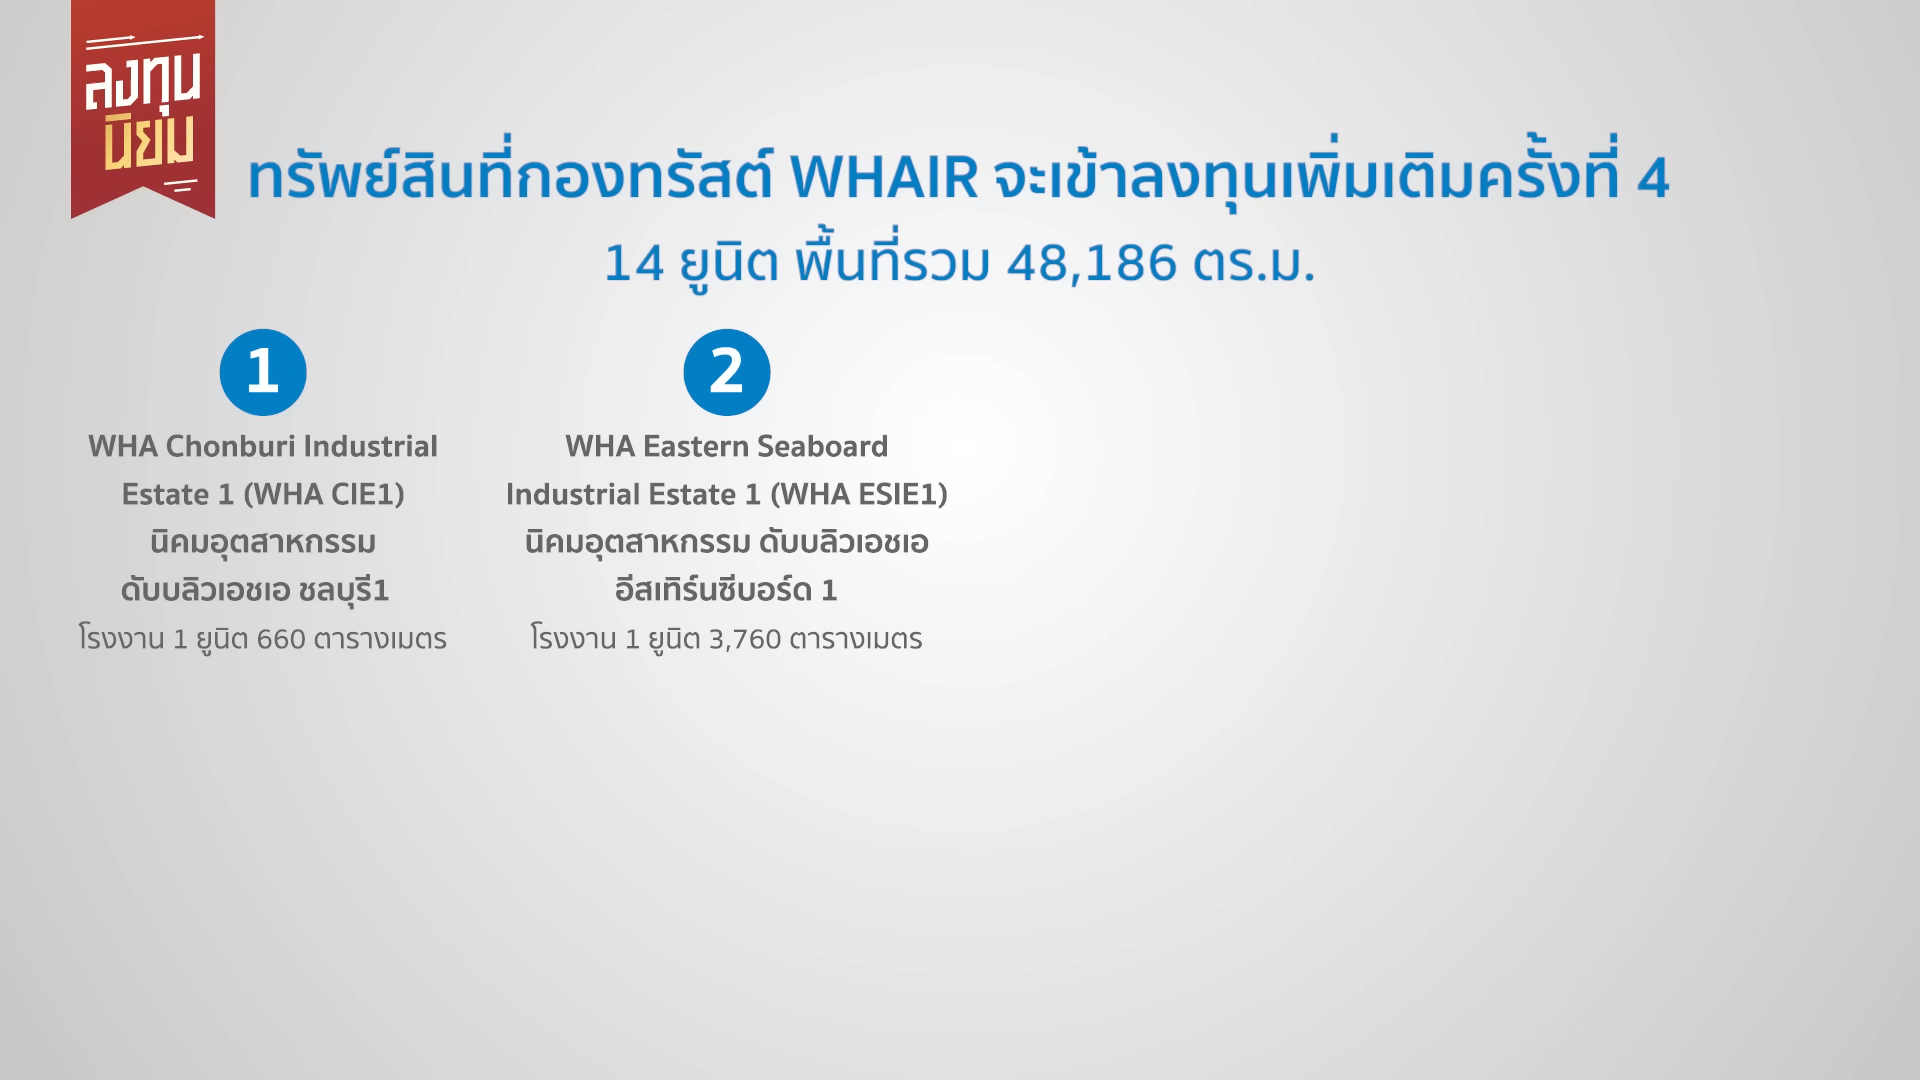 ลงทุน
นิยม
ทรัพย์สินที่กองทรัสต์ WHAIR จะเข้าลงทุนเพิ่มเติมครั้งที่ 4
14 ยูนิต พื้นที่รวม 48,186 ตร.ม.
1
WHA Chonburi Industrial
Estate 1 (WHA CIE1)
นิคมอุตสาหกรรม
ดับบลิวเอชเอ ชลบุรี1
โรงงาน 1 ยูนิต 660 ตารางเมตร
2
WHA Eastern Seaboard
Industrial Estate 1 (WHA ESIE1)
นิคมอุตสาหกรรม ดับบลิวเอชเอ
อีสเทิร์นซีบอร์ด 1
โรงงาน 1 ยูนิต 3,760 ตารางเมตร